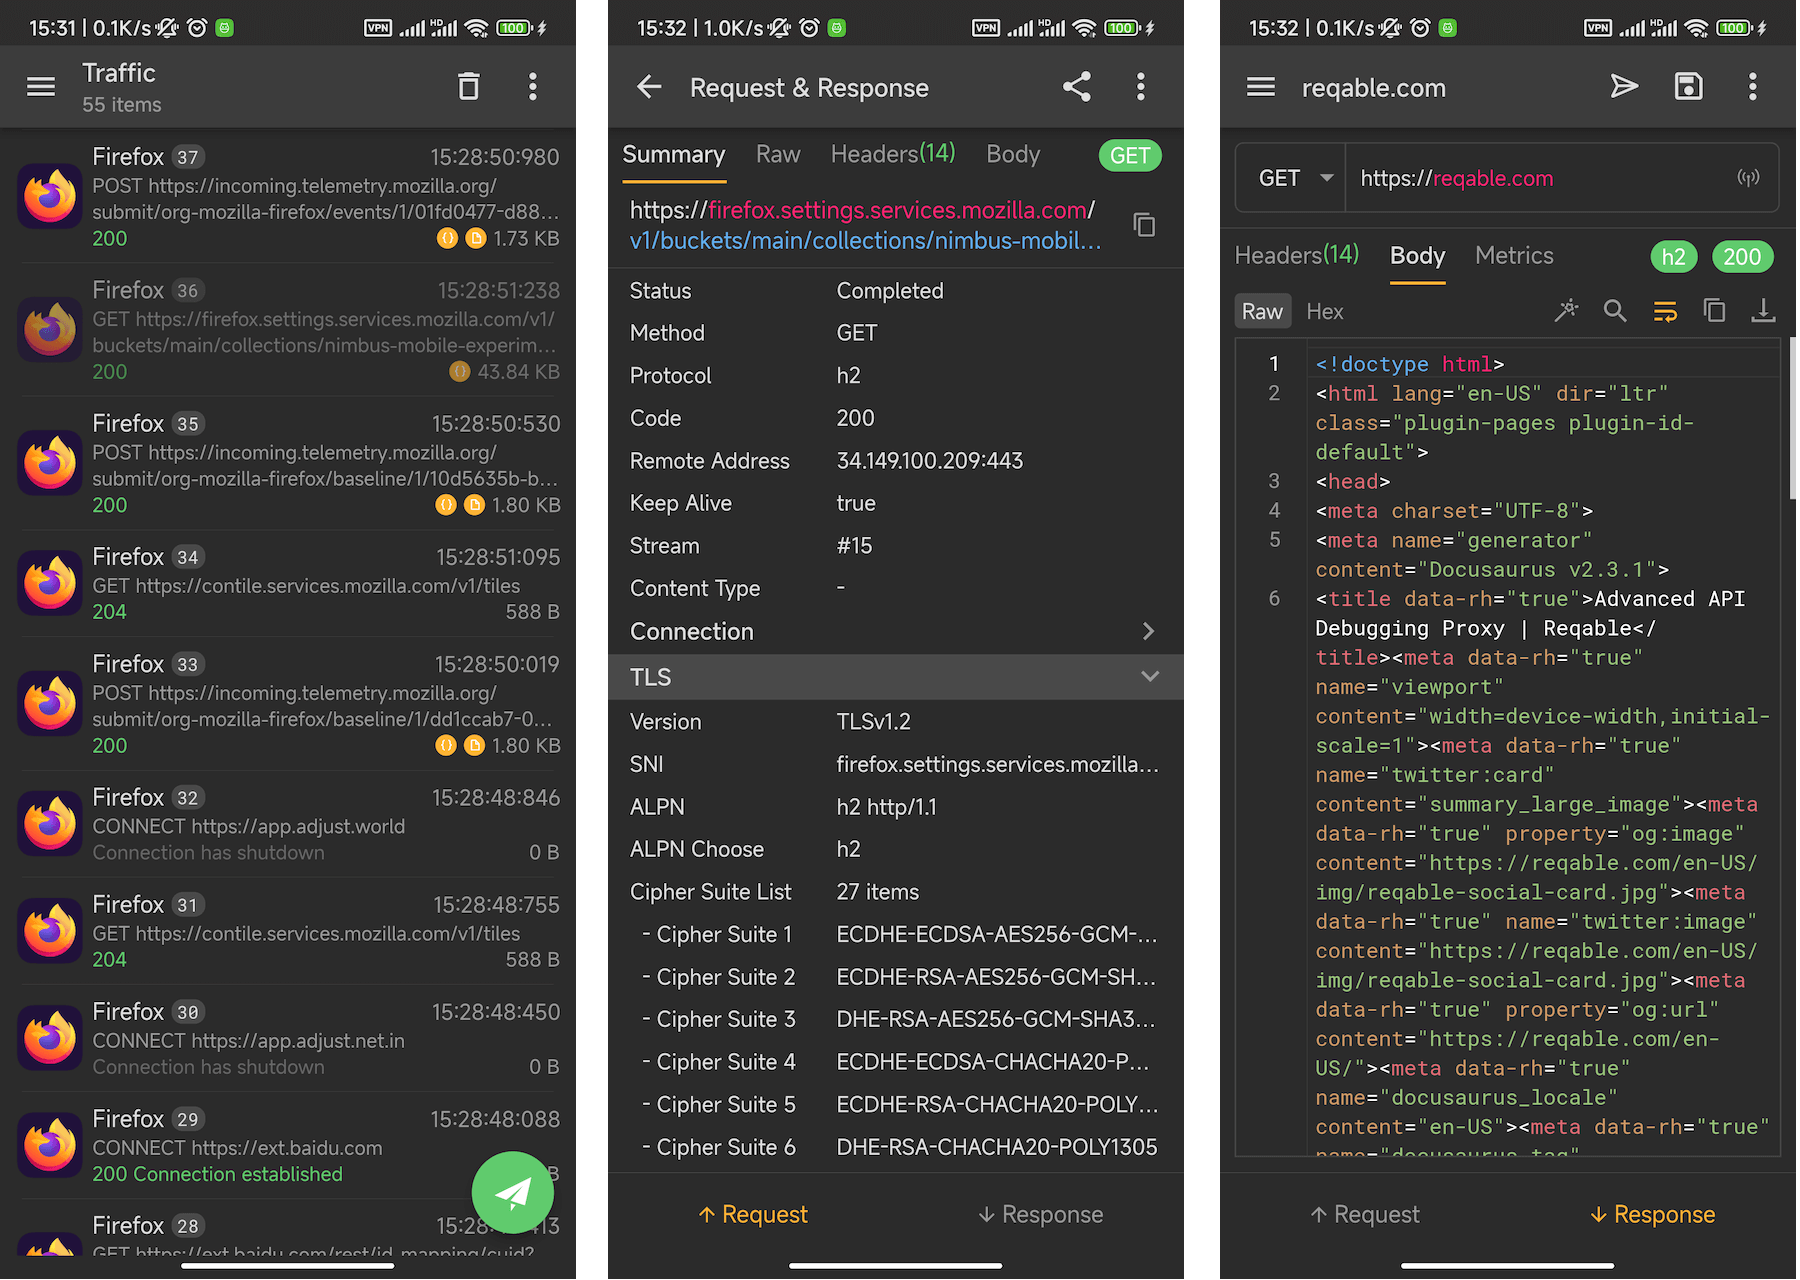 15:31 | 0.1K/s VPN HD 100
Traffic
55 items
Firefox 37 15:28:50:980
POST https://incoming.telemetry.mozilla.org/
submit/org-mozilla-firefox/events/1/01fd0477-d88...
200 1.73 KB
Firefox 36 15:28:51:238
GET https://firefox.settings.services.mozilla.com/v1/
buckets/main/collections/nimbus-mobile-experim...
200 43.84 KB
Firefox 35 15:28:50:530
POST https://incoming.telemetry.mozilla.org/
submit/org-mozilla-firefox/baseline/1/10d5635b-b...
200 1.80 KB
Firefox 34 15:28:51:095
GET https://contile.services.mozilla.com/v1/tiles
204 588 B
Firefox 33 15:28:50:019
POST https://incoming.telemetry.mozilla.org/
submit/org-mozilla-firefox/baseline/1/dd1ccab7-0...
200 1.80 KB
Firefox 32 15:28:48:846
CONNECT https://app.adjust.world
Connection has shutdown 0 B
Firefox 31 15:28:48:755
GET https://contile.services.mozilla.com/v1/tiles
204 588 B
Firefox 30 15:28:48:450
CONNECT https://app.adjust.net.in
Connection has shutdown 0 B
Firefox 29 15:28:48:088
CONNECT https://ext.baidu.com
200 Connection established B
Firefox 28 15:28: 413
GET https://ext.baidu.com/rest/id_mapping/cuid?
15:32 | 1.0K/s VPN HD 100
Request & Response
Summary Raw Headers(14) Body GET
https://firefox.settings.services.mozilla.com/
v1/buckets/main/collections/nimbus-mobil...
Status Completed
Method GET
Protocol h2
Code 200
Remote Address 34.149.100.209:443
Keep Alive true
Stream #15
Content Type -
Connection
TLS
Version TLSv1.2
SNI firefox.settings.services.mozilla...
ALPN h2 http/1.1
ALPN Choose h2
Cipher Suite List 27 items
- Cipher Suite 1 ECDHE-ECDSA-AES256-GCM-...
- Cipher Suite 2 ECDHE-RSA-AES256-GCM-SH...
- Cipher Suite 3 DHE-RSA-AES256-GCM-SHA3...
- Cipher Suite 4 ECDHE-ECDSA-CHACHA20-P...
- Cipher Suite 5 ECDHE-RSA-CHACHA20-POLY...
- Cipher Suite 6 DHE-RSA-CHACHA20-POLY1305
Request Response
15:32 | 0.1K/s VPN HD 100
reqable.com
GET https://reqable.com
Headers(14) Body Metrics h2 200
Raw Hex
1 <!doctype html>
2 <html lang="en-US" dir="ltr"
class="plugin-pages plugin-id-
default">
3 <head>
4 <meta charset="UTF-8">
5 <meta name="generator"
content="Docusaurus v2.3.1">
6 <title data-rh="true">Advanced API
Debugging Proxy | Reqable</
title><meta data-rh="true"
name="viewport"
content="width=device-width,initial-
scale=1"><meta data-rh="true"
name="twitter:card"
content="summary_large_image"><meta
data-rh="true" property="og:image"
content="https://reqable.com/en-US/
img/reqable-social-card.jpg"><meta
data-rh="true" name="twitter:image"
content="https://reqable.com/en-US/
img/reqable-social-card.jpg"><meta
data-rh="true" property="og:url"
content="https://reqable.com/en-
US/"><meta data-rh="true"
name="docusaurus_locale"
content="en-US"><meta data-rh="true"
name="docusaurus_tag"
Request Response